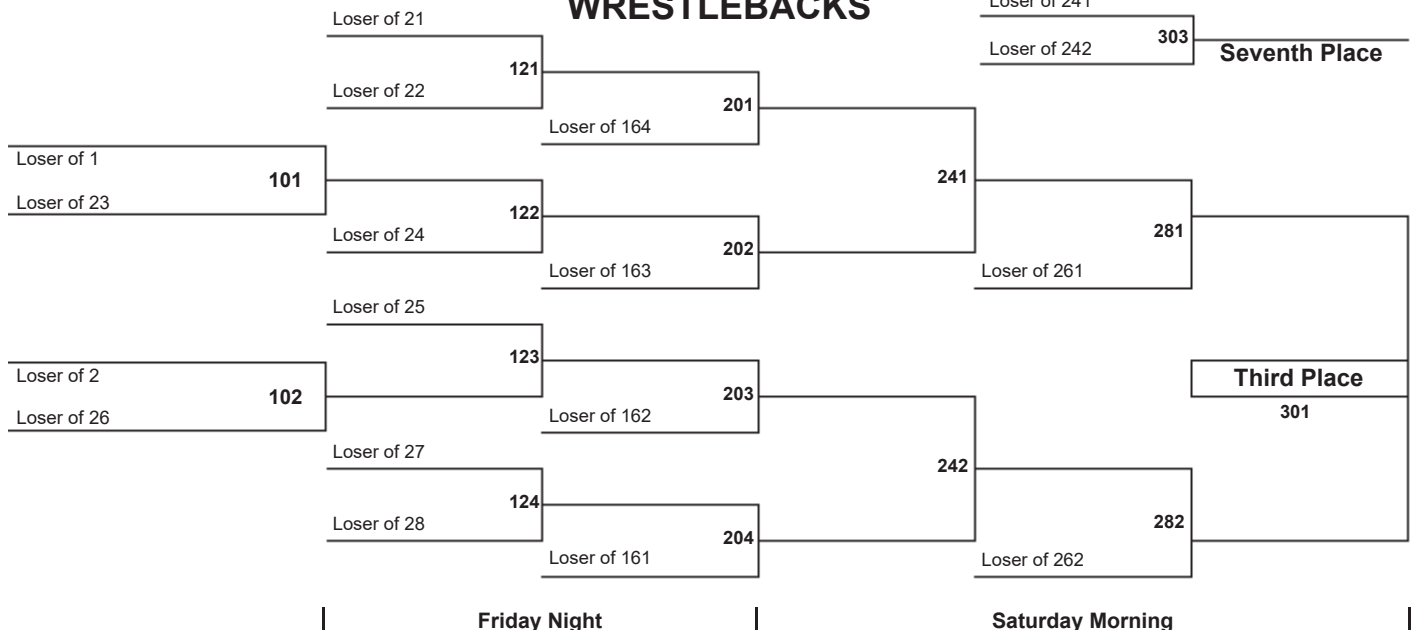 WRESTLEBACKS
Loser of 241
Loser of 242
303
Seventh Place
Loser of 21
121
Loser of 22
201
Loser of 164
Loser of 1
101
Loser of 23
241
122
Loser of 24
202
Loser of 163
281
Loser of 261
Loser of 25
123
Loser of 2
102
Loser of 26
203
Loser of 162
Third Place
301
Loser of 27
124
Loser of 28
242
204
Loser of 161
282
Loser of 262
Friday Night
Saturday Morning